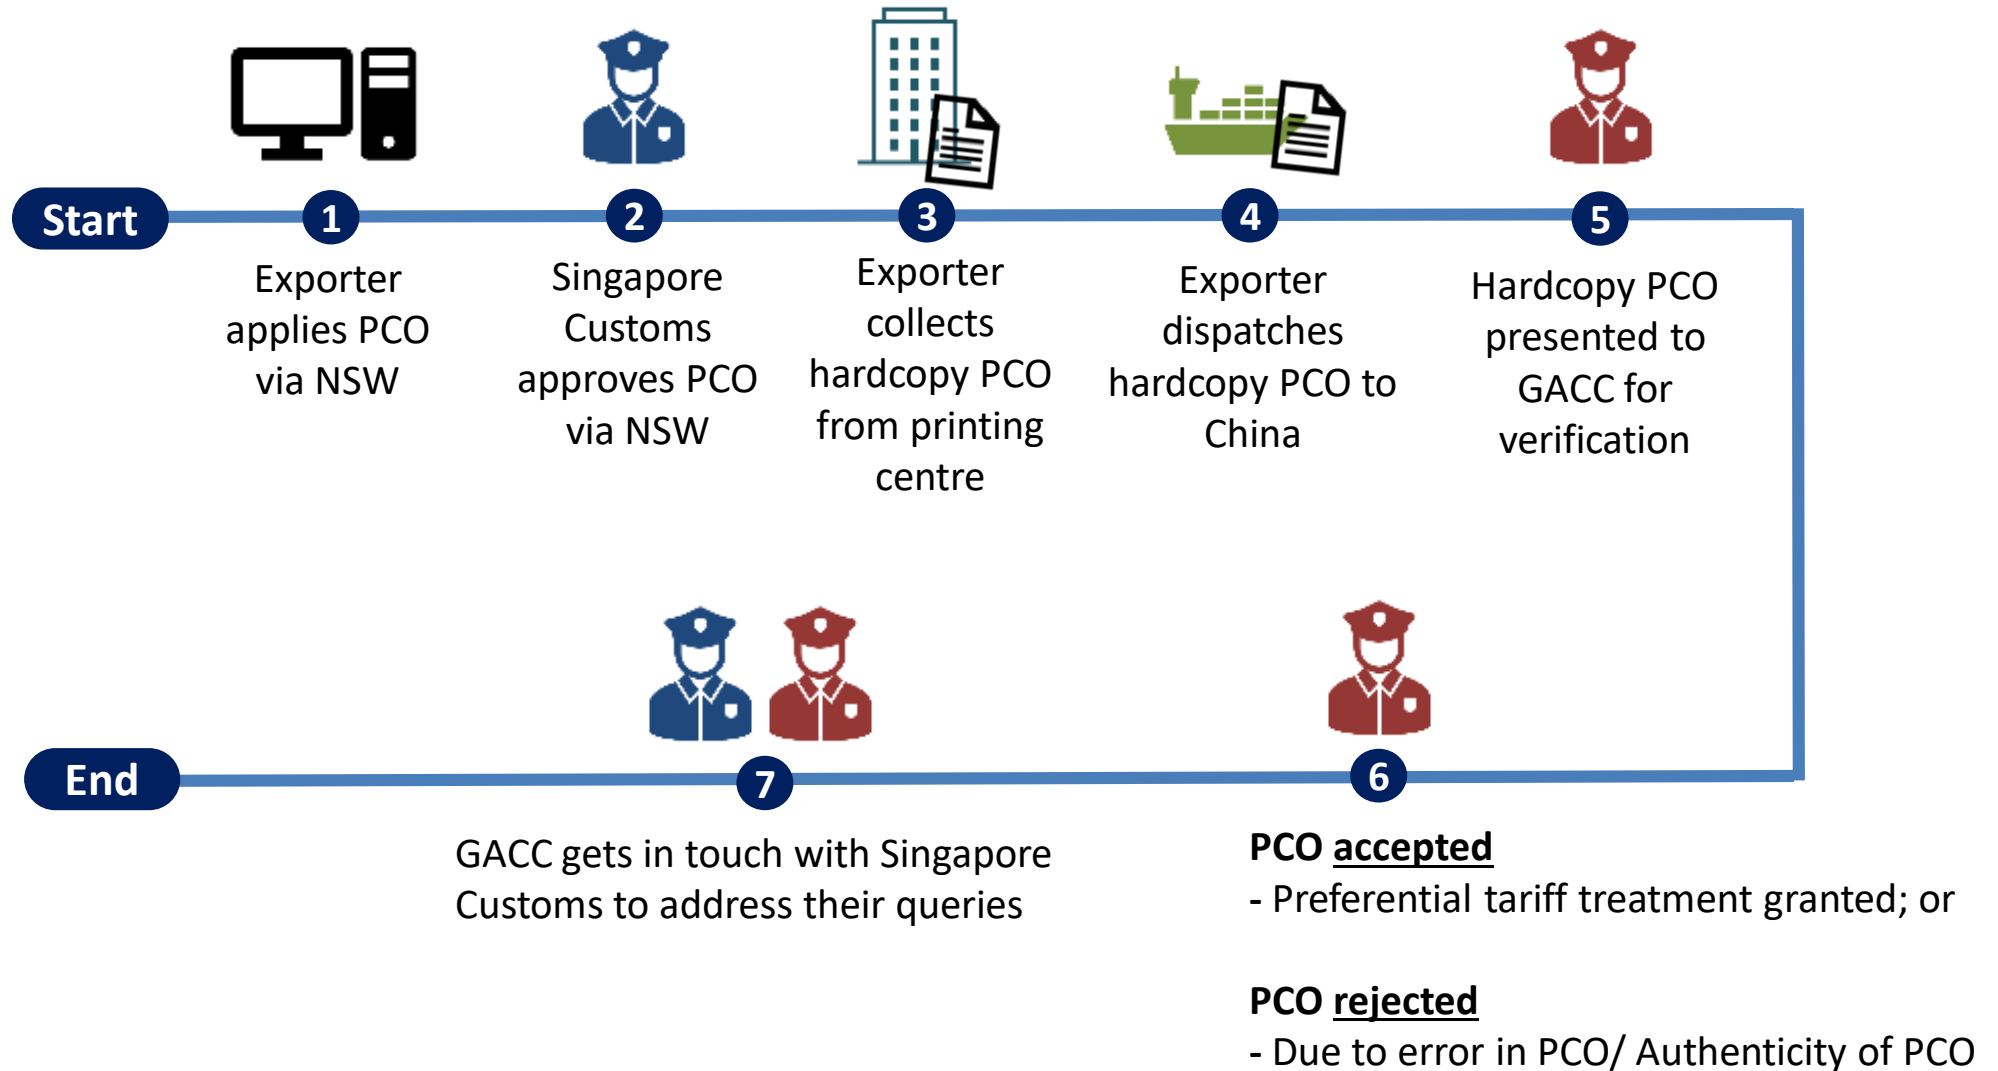 Start
1
Exporter
applies PCO
via NSW
2
Singapore
Customs
approves PCO
via NSW
3
Exporter
collects
hardcopy PCO
from printing
centre
4
Exporter
dispatches
hardcopy PCO to
China
5
Hardcopy PCO
presented to
GACC for
verification
6
PCO accepted
- Preferential tariff treatment granted; or
PCO rejected
- Due to error in PCO/ Authenticity of PCO
7
GACC gets in touch with Singapore
Customs to address their queries
End